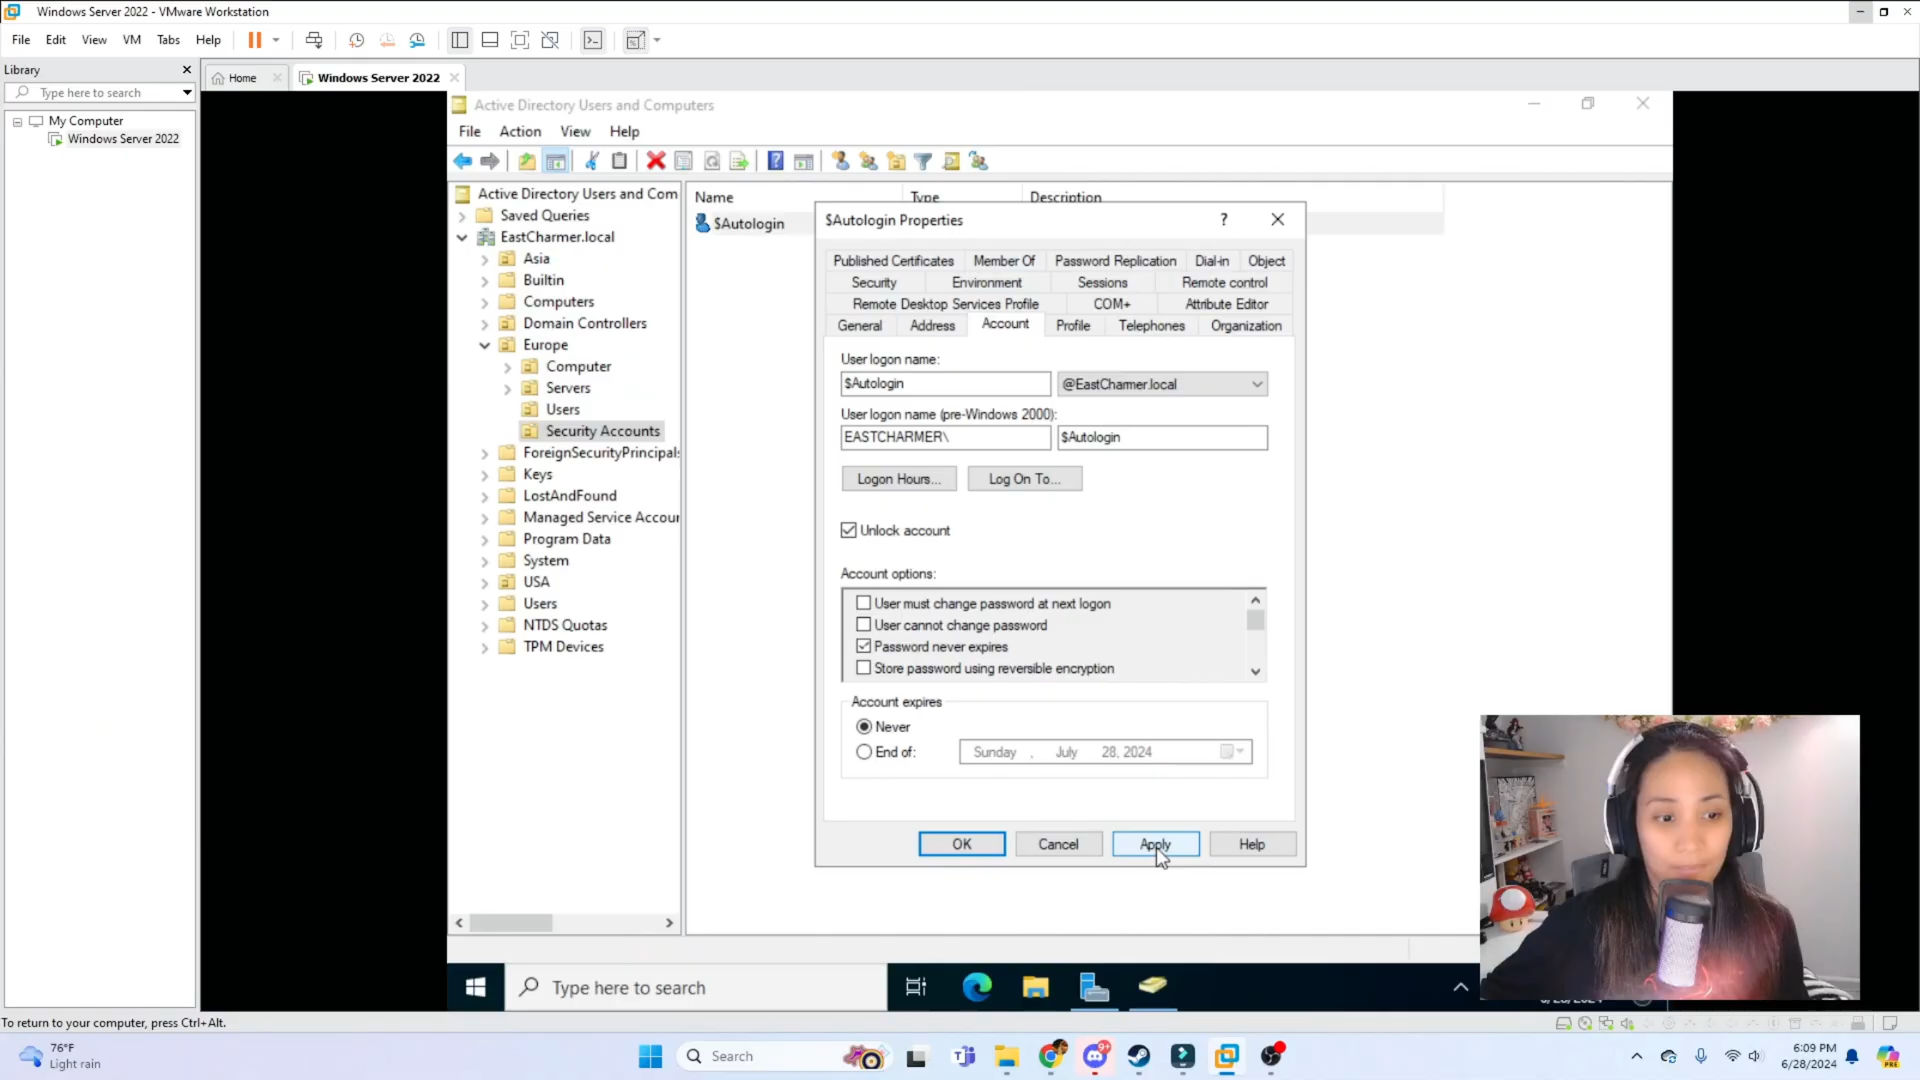 Windows Server 2022 - VMware Workstation
File Edit View VM Tabs Help
Library
Home
Windows Server 2022
Type here to search
My Computer
Windows Server 2022
Active Directory Users and Computers
File Action View Help
Active Directory Users and Com
Saved Queries
EastCharmer.local
Asia
Builtin
Computers
Domain Controllers
Europe
Computer
Servers
Users
Security Accounts
ForeignSecurityPrincipals
Keys
LostAndFound
Managed Service Accour
Program Data
System
USA
Users
NTDS Quotas
TPM Devices
Name Type Description
$Autologin
$Autologin Properties
?
Published Certificates Member Of Password Replication Dial-in Object
Security Environment Sessions Remote control
Remote Desktop Services Profile COM+ Attribute Editor
General Address Account Profile Telephones Organization
User logon name:
$Autologin @EastCharmer.local
User logon name (pre-Windows 2000):
EASTCHARMER\ $Autologin
Logon Hours... Log On To...
Unlock account
Account options:
User must change password at next logon
User cannot change password
Password never expires
Store password using reversible encryption
Account expires
Never
End of: Sunday , July 28, 2024
OK Cancel Apply Help
Type here to search
To return to your computer, press Ctrl+Alt.
76°F
Light rain
Search
9+
6:09 PM
6/28/2024
PRE